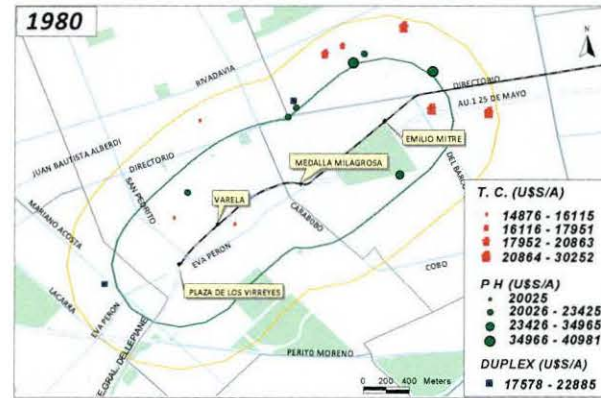 1980
N
RIVADAVIA
DIRECTORIO
AU.1 25 DE MAYO
EMILIO MITRE
JUAN BAUTISTA ALBERDI
DIRECTORIO
MEDALLA MILAGROSA
DEL BARCO
SAN PEDRITO
VARELA
MARIANO ACOSTA
CARABOBO
EVA PERON
COBO
PLAZA DE LOS VIRREYES
LACARRA
EVA PERON
PERITO MORENO
0 200 400 Meters
T. C. (U$S/A)
14876 - 16115
16116 - 17951
17952 - 20863
20864 - 30252
PH (U$S/A)
20025
20026 - 23425
23426 - 34965
34966 - 40981
DUPLEX (U$S/A)
17578 - 22885